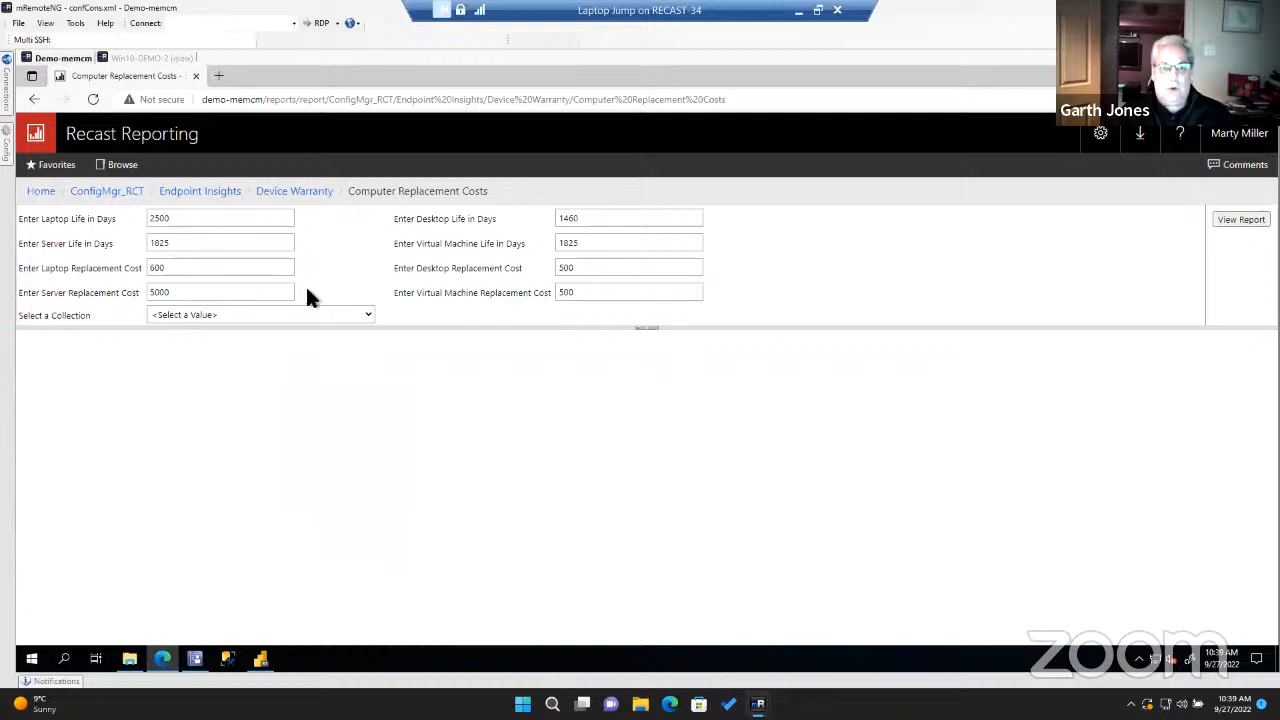 mRemoteNG - confCons.xml - Demo-memcm
Laptop Jump on RECAST-34
File View Tools Help Connect: RDP
Multi SSH:
Demo-memcm Win10-DEMO-2 (giow)
Connections
Config
Computer Replacement Costs -
Not secure demo-memcm/reports/report/ConfigMgr_RCT/Endpoint%20Insights/Device%20Warranty/Computer%20Replacement%20Costs
Garth Jones
Recast Reporting
? Marty Miller
Favorites Browse Comments
Home ConfigMgr_RCT Endpoint Insights Device Warranty Computer Replacement Costs
Enter Laptop Life in Days 2500 Enter Desktop Life in Days 1460 View Report
Enter Server Life in Days 1825 Enter Virtual Machine Life in Days 1825
Enter Laptop Replacement Cost 600 Enter Desktop Replacement Cost 500
Enter Server Replacement Cost 5000 Enter Virtual Machine Replacement Cost 500
Select a Collection <Select a Value>
zoom
10:39 AM
9/27/2022
Notifications
9°C
Sunny
10:39 AM
9/27/2022